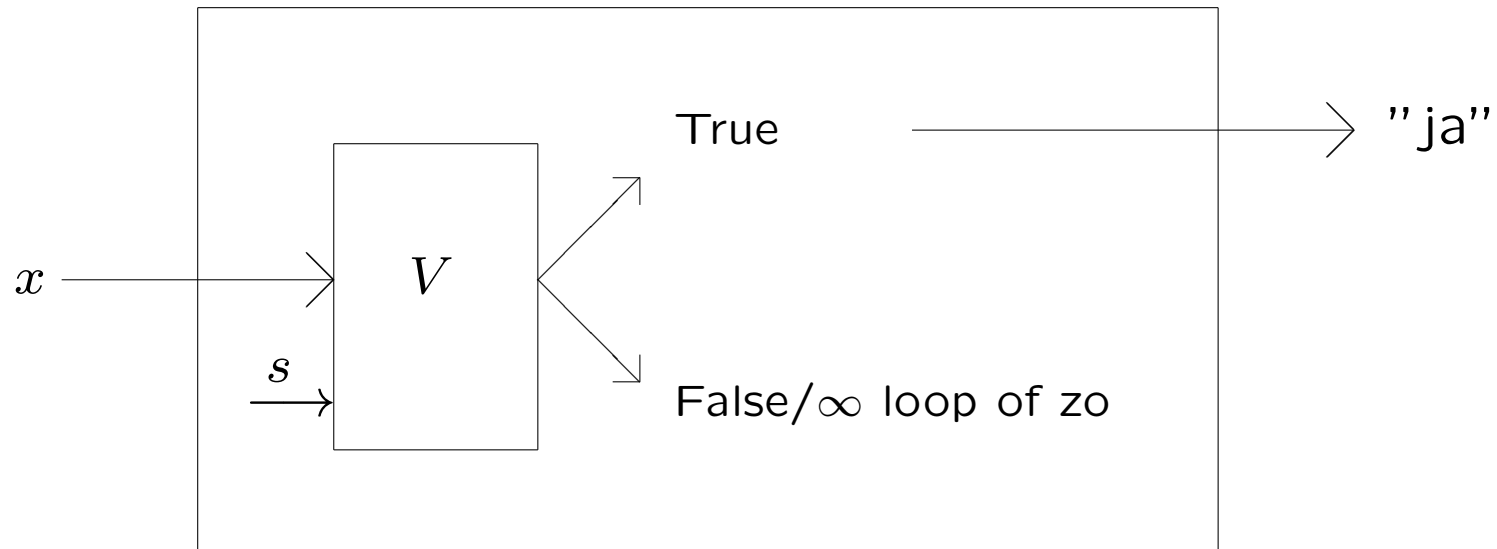 True
"ja"
x
V
s
False/∞ loop of zo